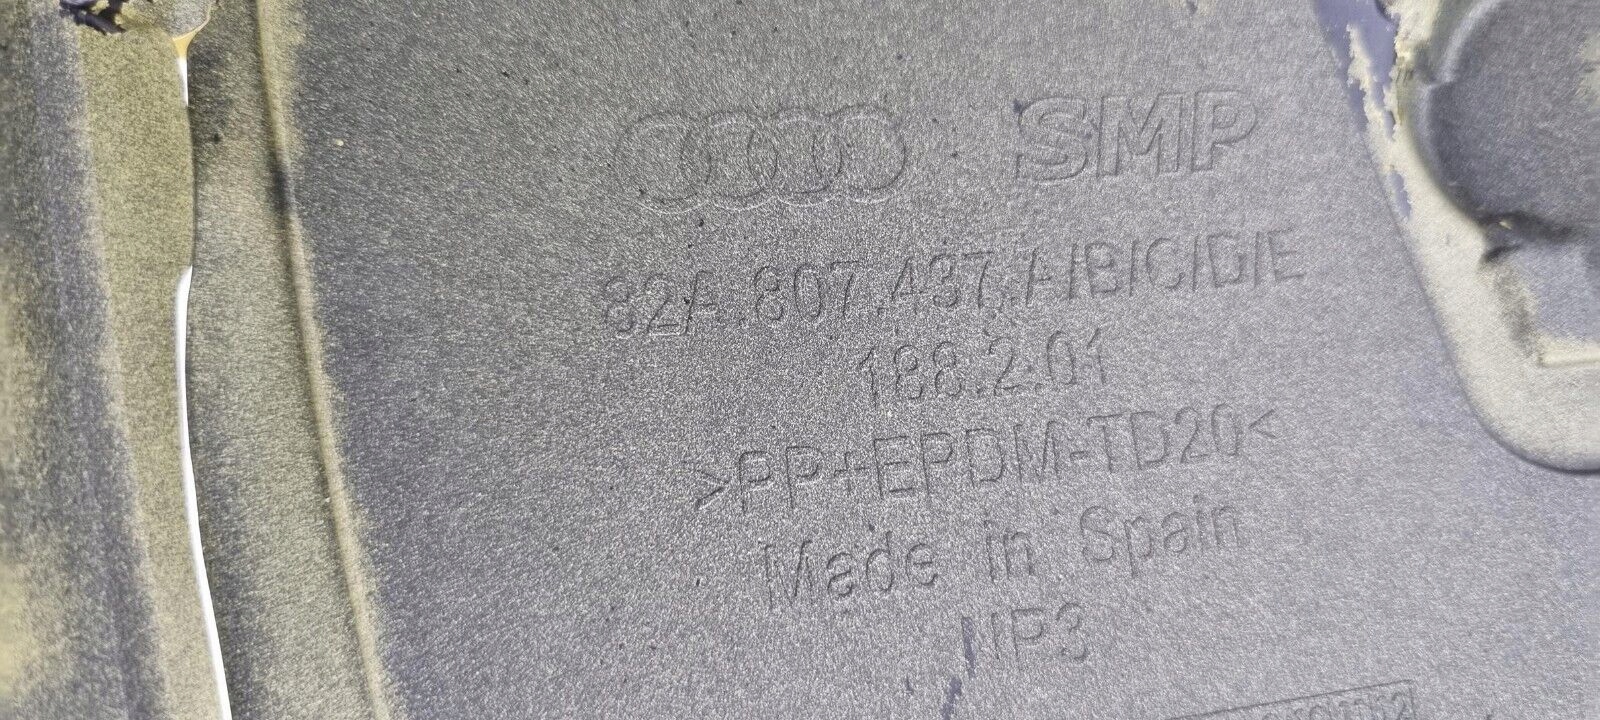 SMP
82A.807.437.A/B/C/D/E
188.2.01
>PP+EPDM-TD20<
Made in Spain
NP3